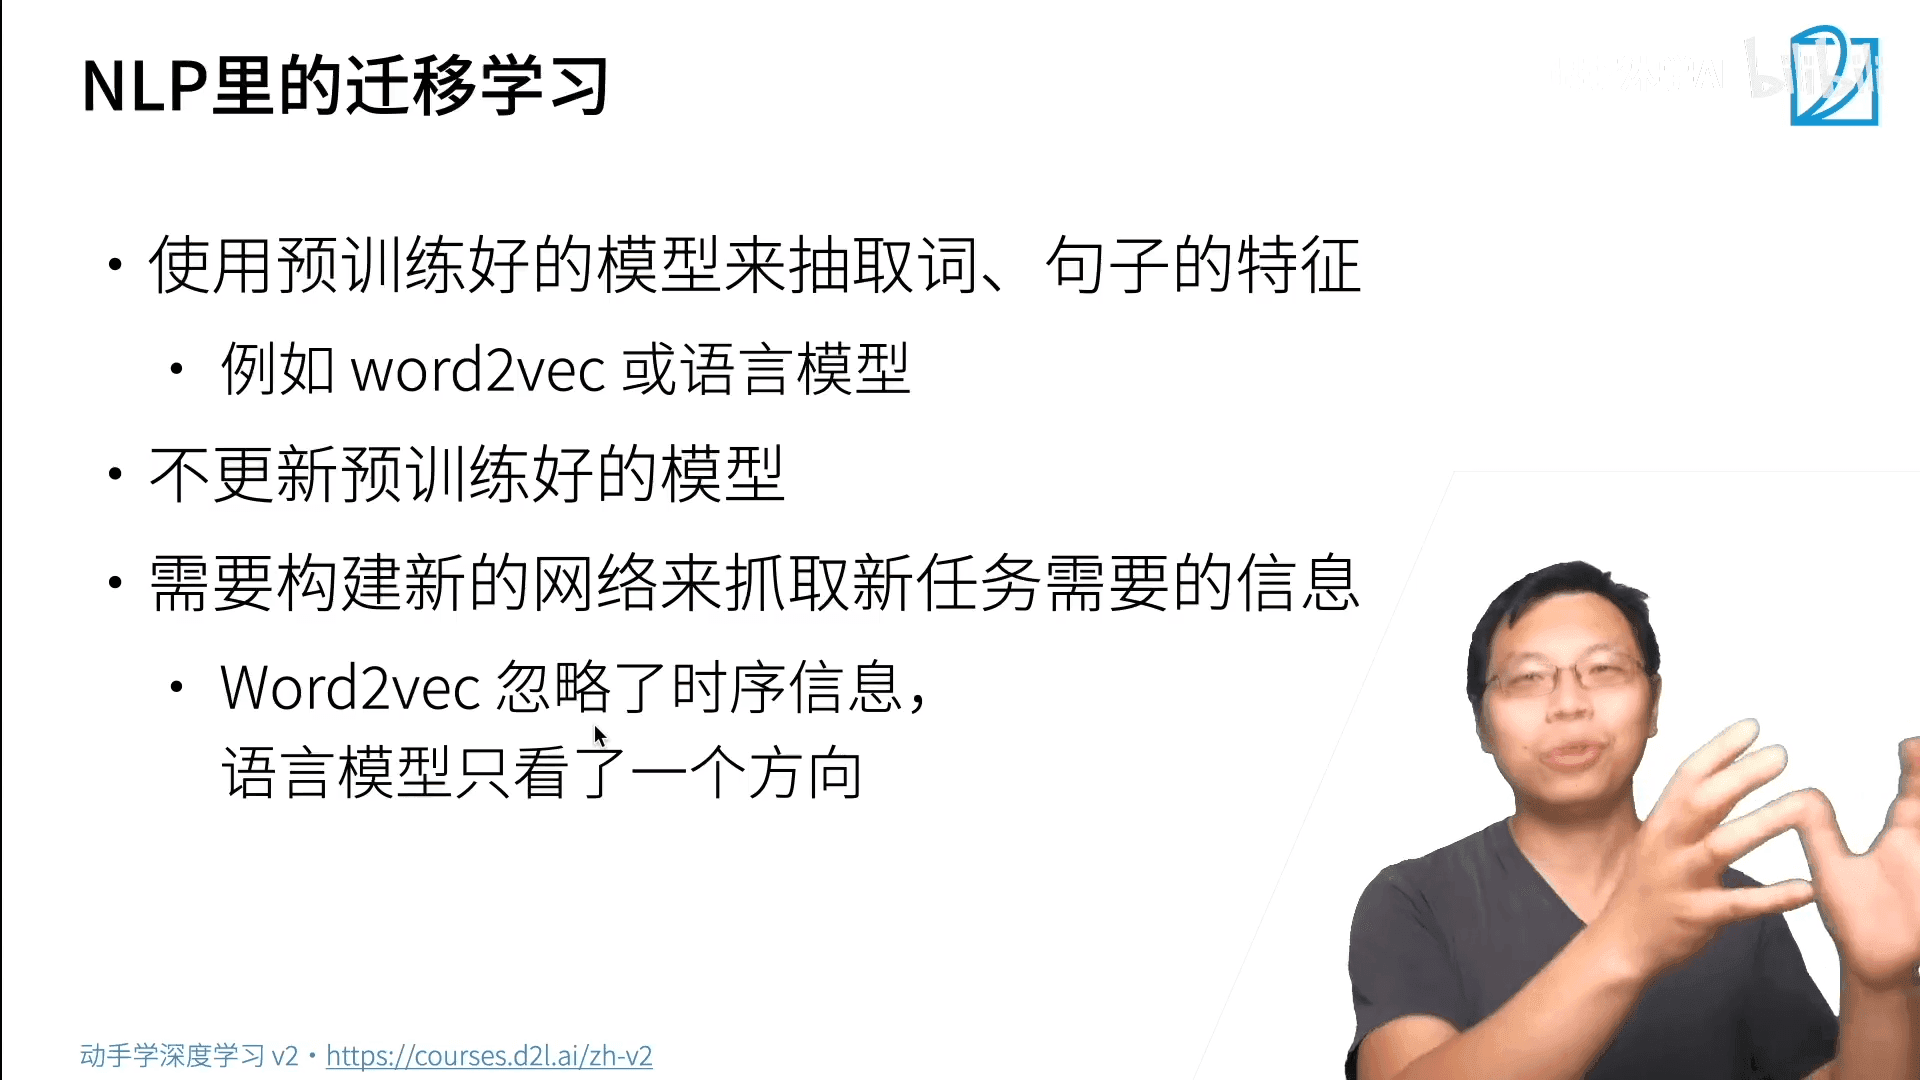 NLP里的迁移学习
• 使用预训练好的模型来抽取词、句子的特征
• 例如 word2vec 或语言模型
• 不更新预训练好的模型
• 需要构建新的网络来抓取新任务需要的信息
• Word2vec 忽略了时序信息，
语言模型只看了一个方向
动手学深度学习 v2 • https://courses.d2l.ai/zh-v2